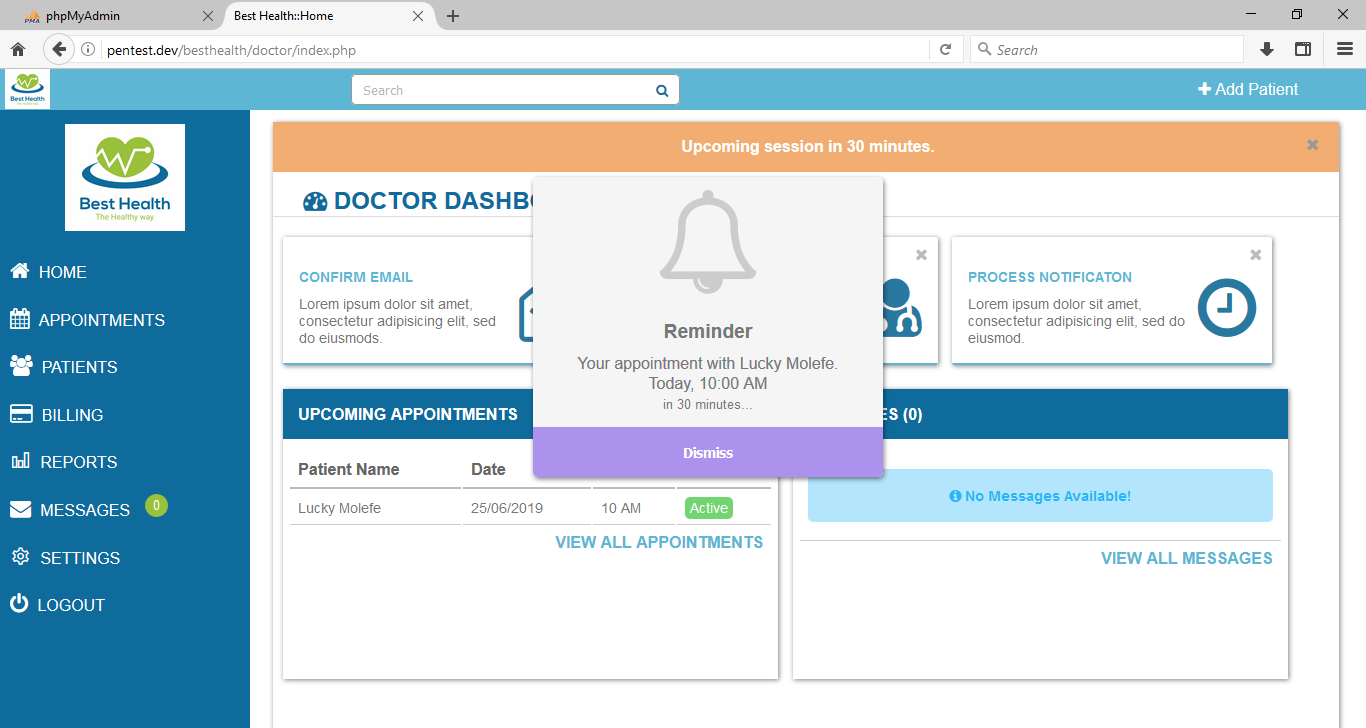 phpMyAdmin
Best Health::Home
pentest.dev/besthealth/doctor/index.php
Search
Best Health
Search
Add Patient
Best Health
The Healthy way
HOME
APPOINTMENTS
PATIENTS
BILLING
REPORTS
MESSAGES 0
SETTINGS
LOGOUT
Upcoming session in 30 minutes.
DOCTOR DASHBO
CONFIRM EMAIL
Lorem ipsum dolor sit amet,
consectetur adipisicing elit, sed
do eiusmods.
PROCESS NOTIFICATON
Lorem ipsum dolor sit amet,
consectetur adipisicing elit, sed do
eiusmod.
Reminder
Your appointment with Lucky Molefe.
Today, 10:00 AM
in 30 minutes...
Dismiss
UPCOMING APPOINTMENTS
Patient Name Date
Lucky Molefe 25/06/2019 10 AM Active
VIEW ALL APPOINTMENTS
ES (0)
No Messages Available!
VIEW ALL MESSAGES